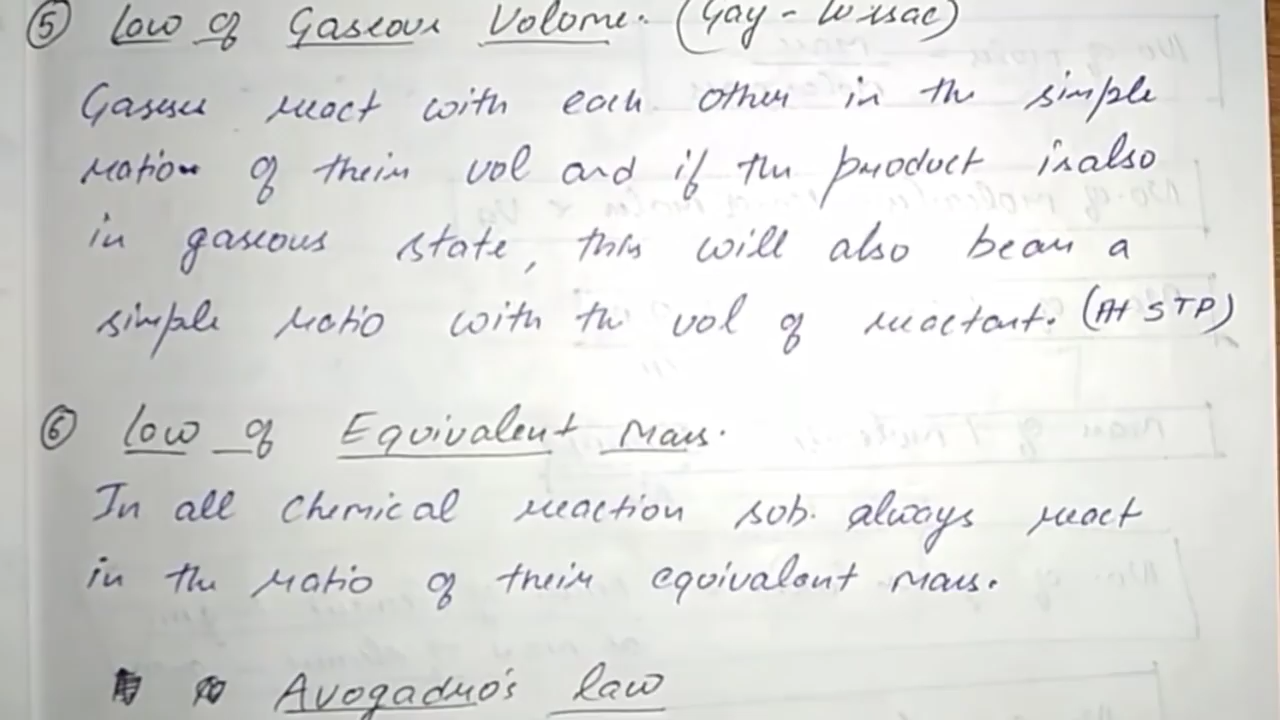 ⑤ Law of Gaseous Volume. (Gay-Lussac)
Gases react with each other in the simple
ration of their vol and if the product is also
in gaseous state, this will also bear a
simple ratio with the vol of reactant. (At STP)
⑥ Law of Equivalent Mass.
In all chemical reaction sub. always react
in the ratio of their equivalent mass.
Avogadro's law